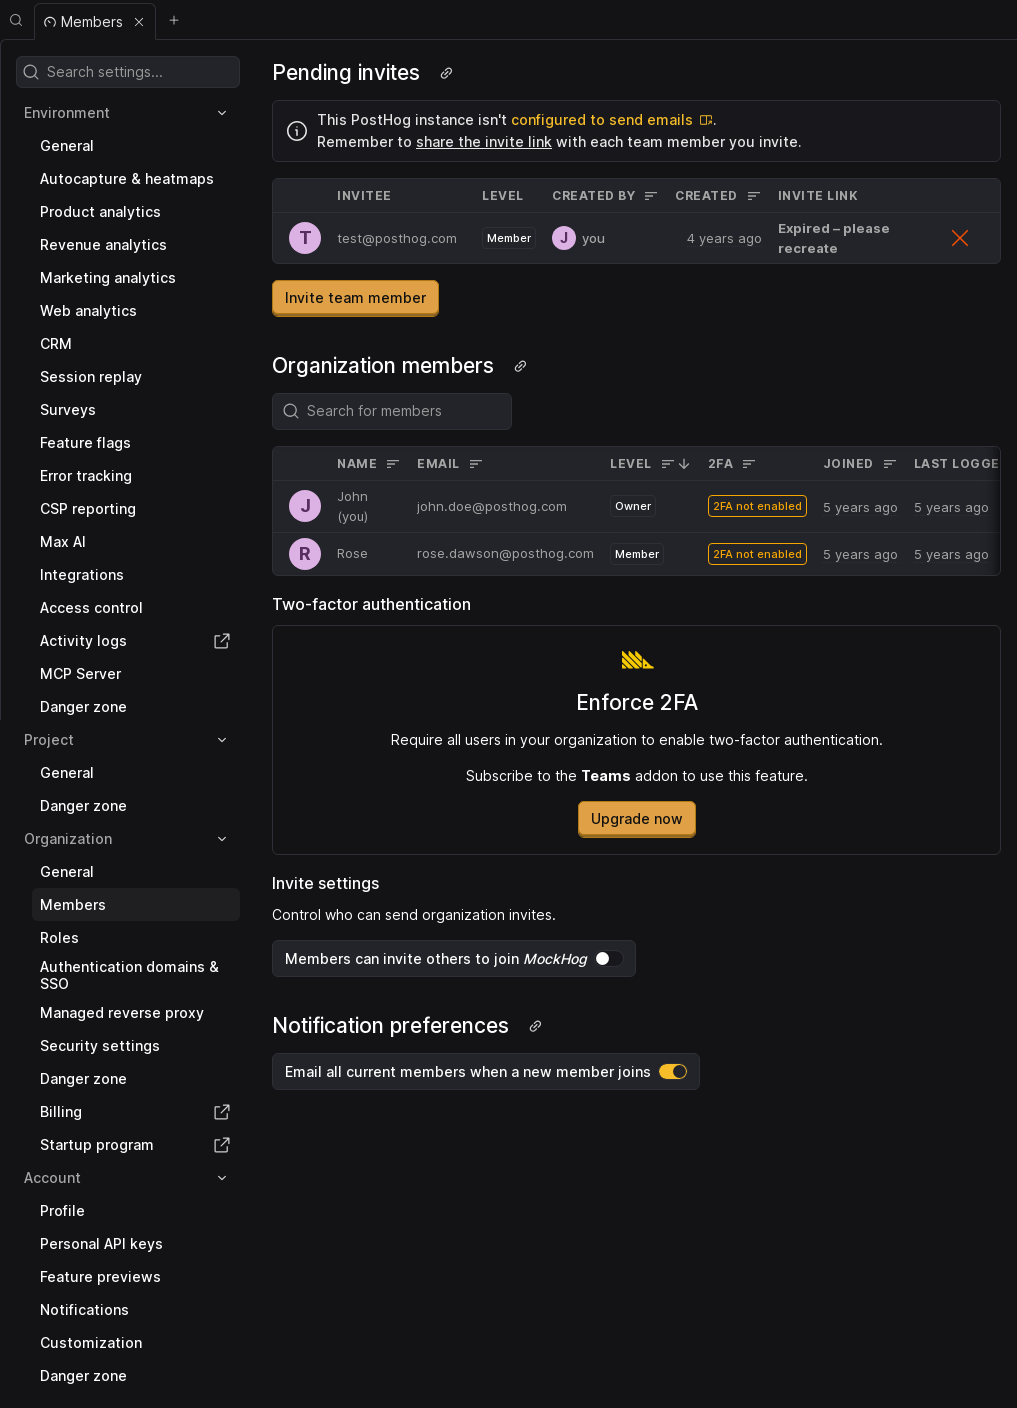 Members
Search settings...
Environment
General
Autocapture & heatmaps
Product analytics
Revenue analytics
Marketing analytics
Web analytics
CRM
Session replay
Surveys
Feature flags
Error tracking
CSP reporting
Max AI
Integrations
Access control
Activity logs
MCP Server
Danger zone
Project
General
Danger zone
Organization
General
Members
Roles
Authentication domains &
SSO
Managed reverse proxy
Security settings
Danger zone
Billing
Startup program
Account
Profile
Personal API keys
Feature previews
Notifications
Customization
Danger zone
Pending invites
This PostHog instance isn't configured to send emails.
Remember to share the invite link with each team member you invite.
INVITEE LEVEL CREATED BY CREATED INVITE LINK
T test@posthog.com Member J you 4 years ago Expired – please
recreate
Invite team member
Organization members
Search for members
NAME EMAIL LEVEL 2FA JOINED LAST LOGGE
J John
(you) john.doe@posthog.com Owner 2FA not enabled 5 years ago 5 years ago
R Rose rose.dawson@posthog.com Member 2FA not enabled 5 years ago 5 years ago
Two-factor authentication
Enforce 2FA
Require all users in your organization to enable two-factor authentication.
Subscribe to the Teams addon to use this feature.
Upgrade now
Invite settings
Control who can send organization invites.
Members can invite others to join MockHog
Notification preferences
Email all current members when a new member joins